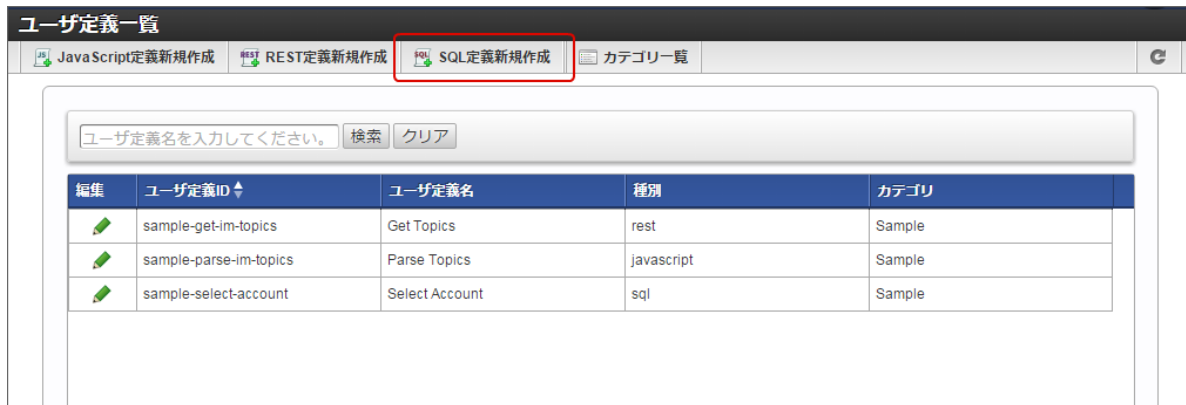 ユーザ定義一覧
JavaScript定義新規作成 REST定義新規作成 SQL定義新規作成 カテゴリ一覧
ユーザ定義名を入力してください。 検索 クリア
編集 ユーザ定義ID ユーザ定義名 種別 カテゴリ
sample-get-im-topics Get Topics rest Sample
sample-parse-im-topics Parse Topics javascript Sample
sample-select-account Select Account sql Sample